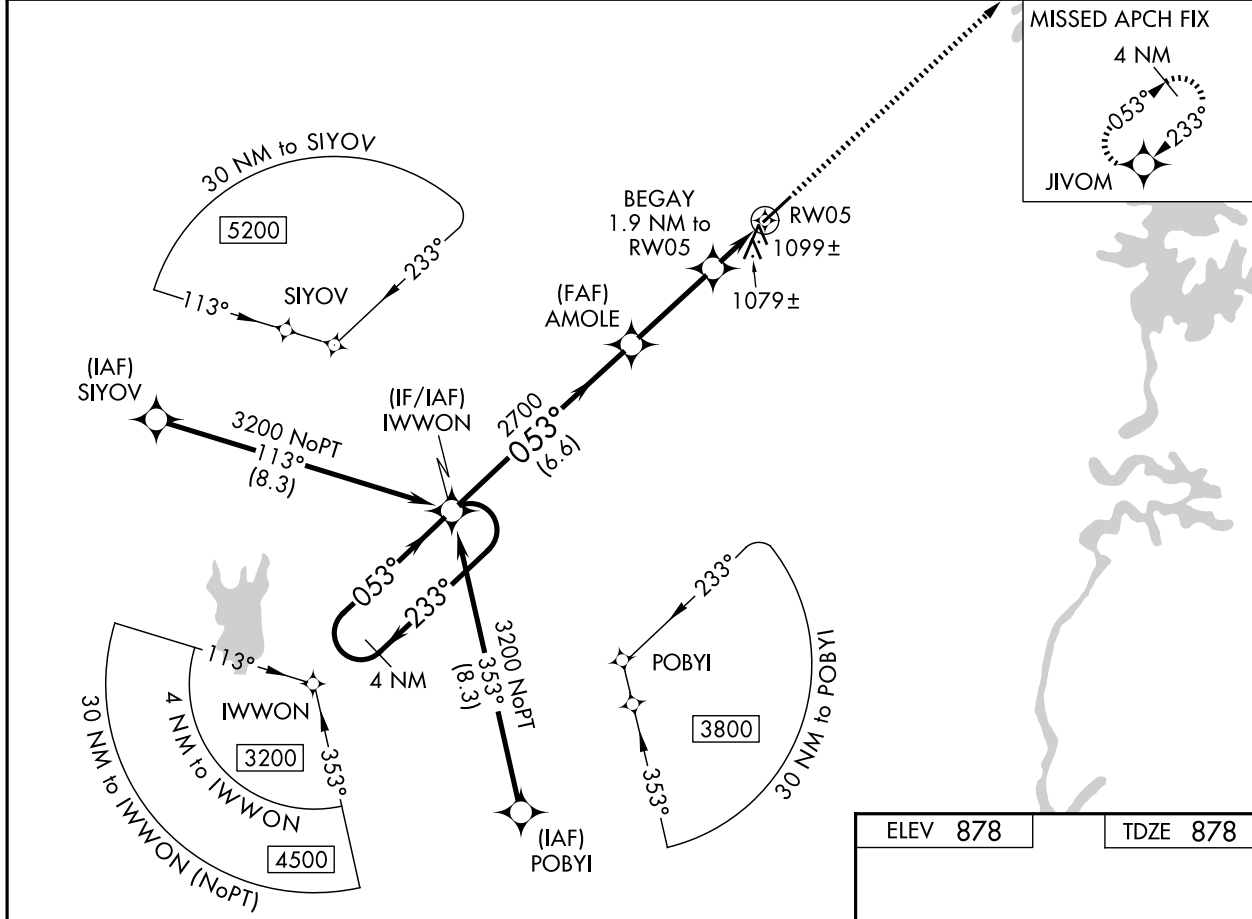 MISSED APCH FIX
4 NM
053°
233°
JIVOM
30 NM to SIYOV
5200
233°
113°
SIYOV
BEGAY
1.9 NM to
RW05
RW05
1099±
1079±
(FAF)
AMOLE
(IAF)
SIYOV
3200 NoPT
113°
(8.3)
(IF/IAF)
IWWON
2700
053°
(6.6)
053°
233°
4 NM
3200 NoPT
353°
(8.3)
(IAF)
POBYI
113°
IWWON
3200
353°
4 NM to IWWON
4500
30 NM to IWWON (NoPT)
233°
POBYI
3800
353°
30 NM to POBYI
ELEV 878
TDZE 878